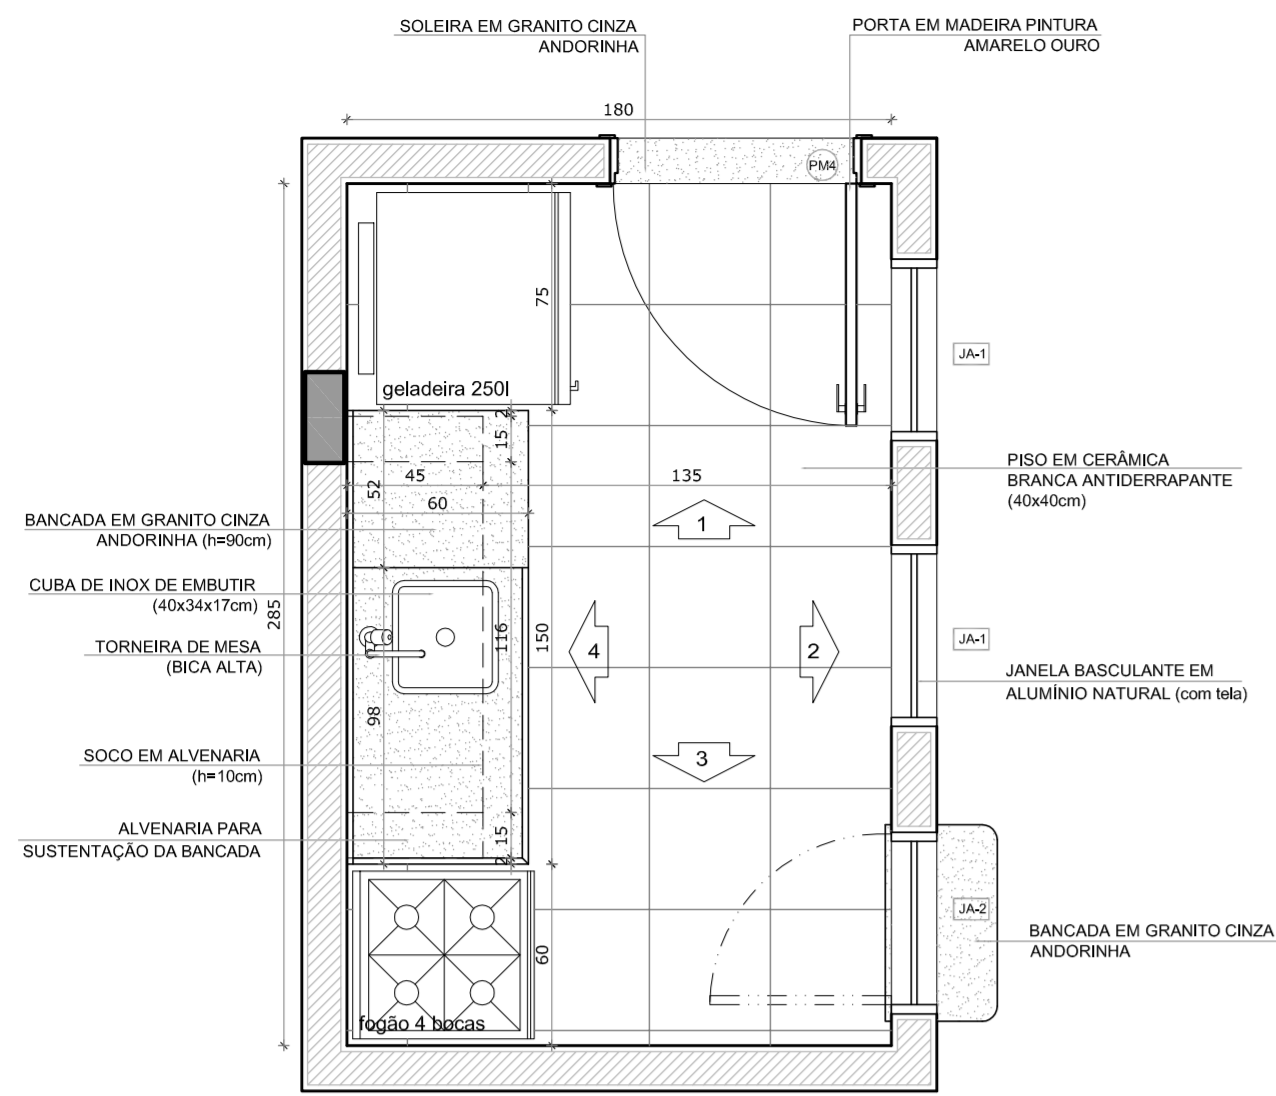 SOLEIRA EM GRANITO CINZA
ANDORINHA
PORTA EM MADEIRA PINTURA
AMARELO OURO
180
PM4
75
geladeira 250l
JA-1
2
15
45
52
60
135
PISO EM CERÂMICA
BRANCA ANTIDERRAPANTE
(40x40cm)
1
BANCADA EM GRANITO CINZA
ANDORINHA (h=90cm)
CUBA DE INOX DE EMBUTIR
(40x34x17cm)
285
TORNEIRA DE MESA
(BICA ALTA)
116
150
4
2
JA-1
JANELA BASCULANTE EM
ALUMÍNIO NATURAL (com tela)
98
3
SOCO EM ALVENARIA
(h=10cm)
ALVENARIA PARA
SUSTENTAÇÃO DA BANCADA
15
2
JA-2
BANCADA EM GRANITO CINZA
ANDORINHA
60
fogão 4 bocas